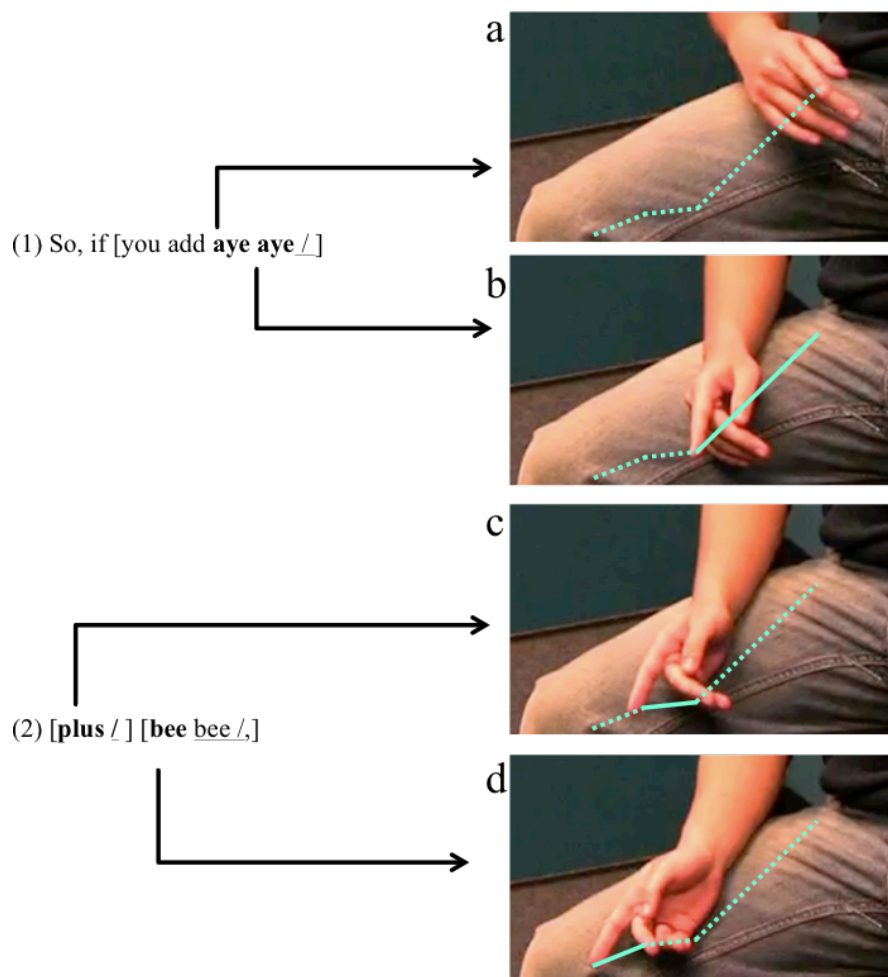 a
(1) So, if [you add aye aye / ]
b
c
(2) [plus / ] [bee bee /,]
d